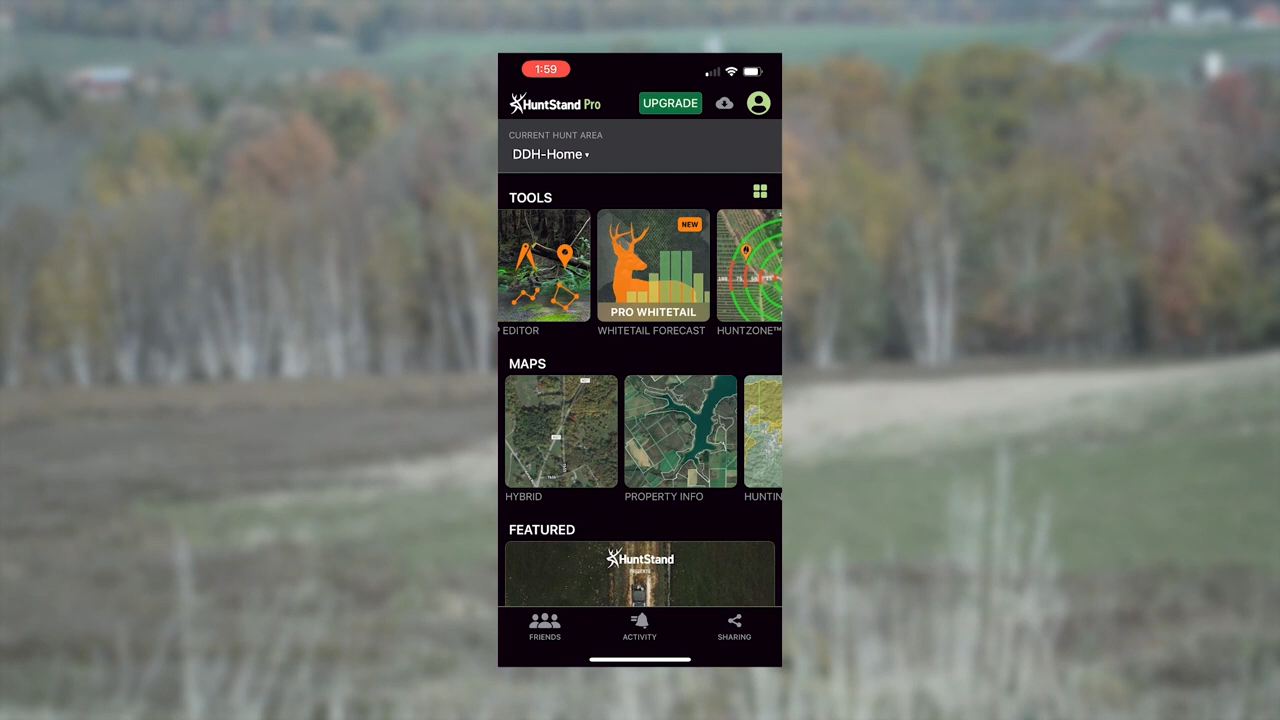 1:59
HuntStand Pro
UPGRADE
CURRENT HUNT AREA
DDH-Home
TOOLS
NEW
PRO WHITETAIL
EDITOR
WHITETAIL FORECAST
HUNTZONE™
MAPS
HYBRID
PROPERTY INFO
HUNTIN
FEATURED
HuntStand
PRESENTS
FRIENDS
ACTIVITY
SHARING